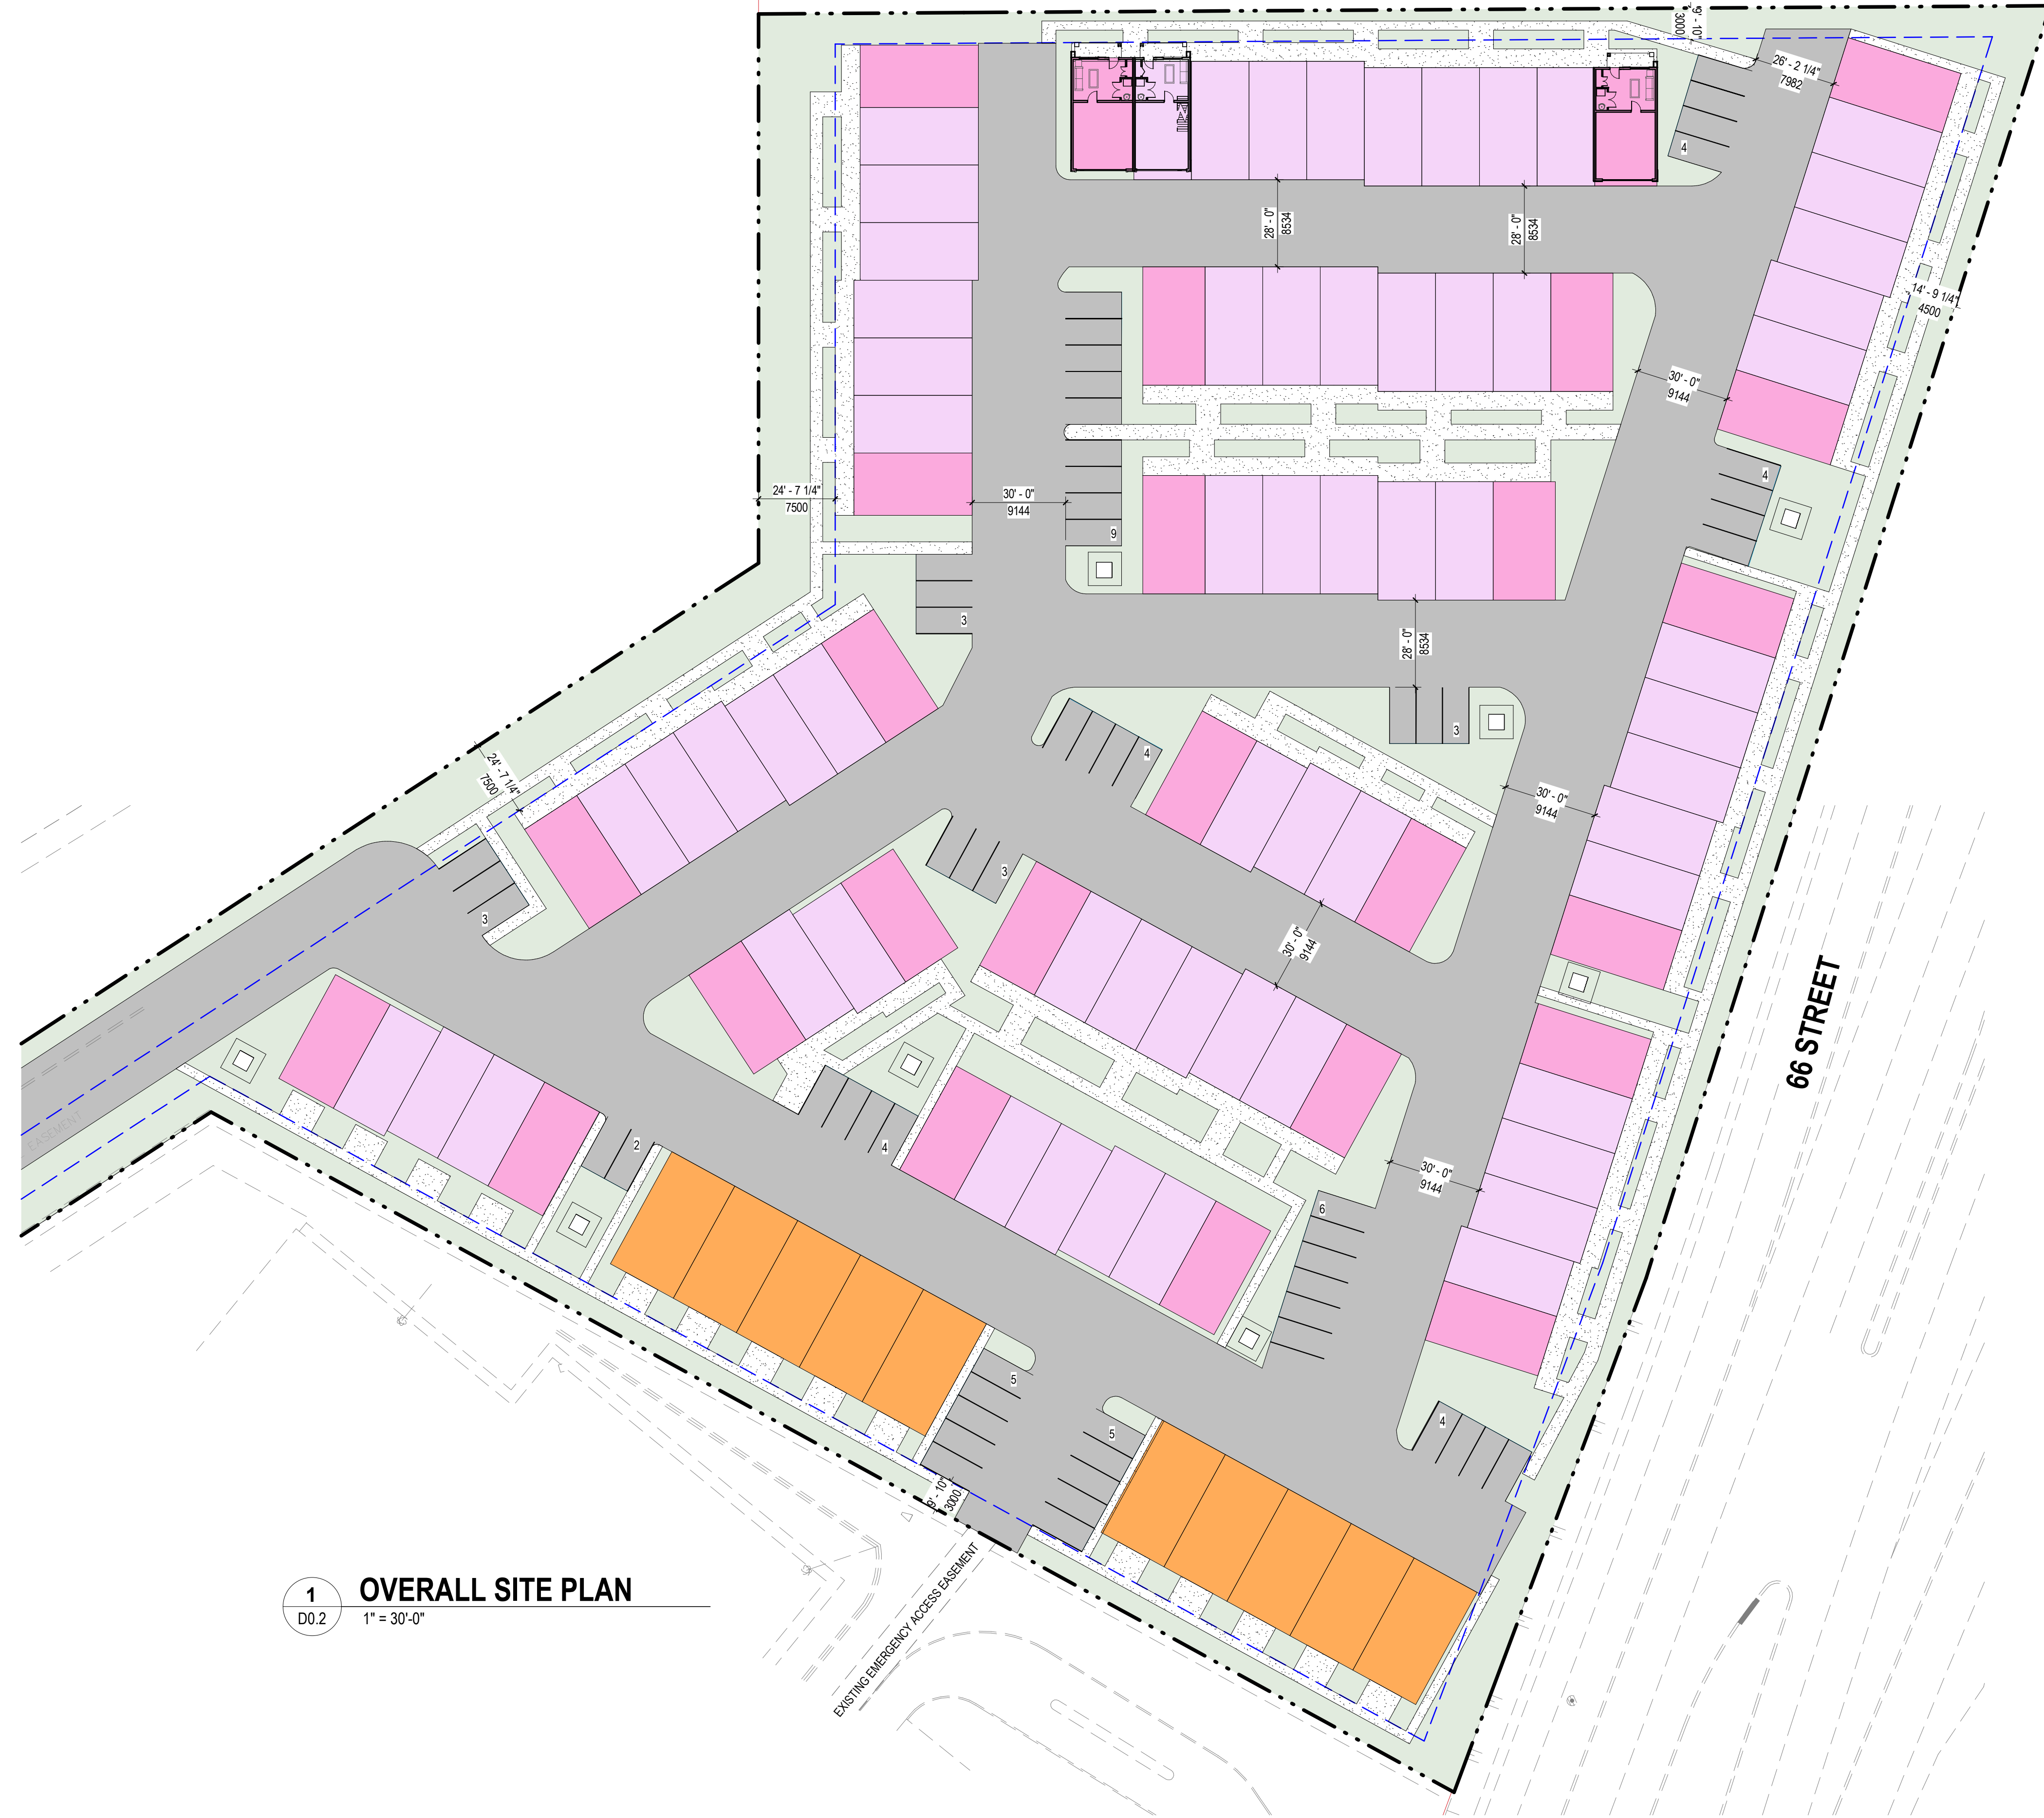 9' - 10"
3000
26' - 2 1/4"
7982
4
28' - 0"
8534
28' - 0"
8534
14' - 9 1/4"
4500
30' - 0"
9144
24' - 7 1/4"
7500
30' - 0"
9144
4
9
3
28' - 0"
8534
3
4
24' - 7 1/4"
7500
30' - 0"
9144
3
3
30' - 0"
9144
66 STREET
EASEMENT
2
4
30' - 0"
9144
6
5
4
5
9' - 10"
3000
EXISTING EMERGENCY ACCESS EASEMENT
1
D0.2
OVERALL SITE PLAN
1" = 30'-0"